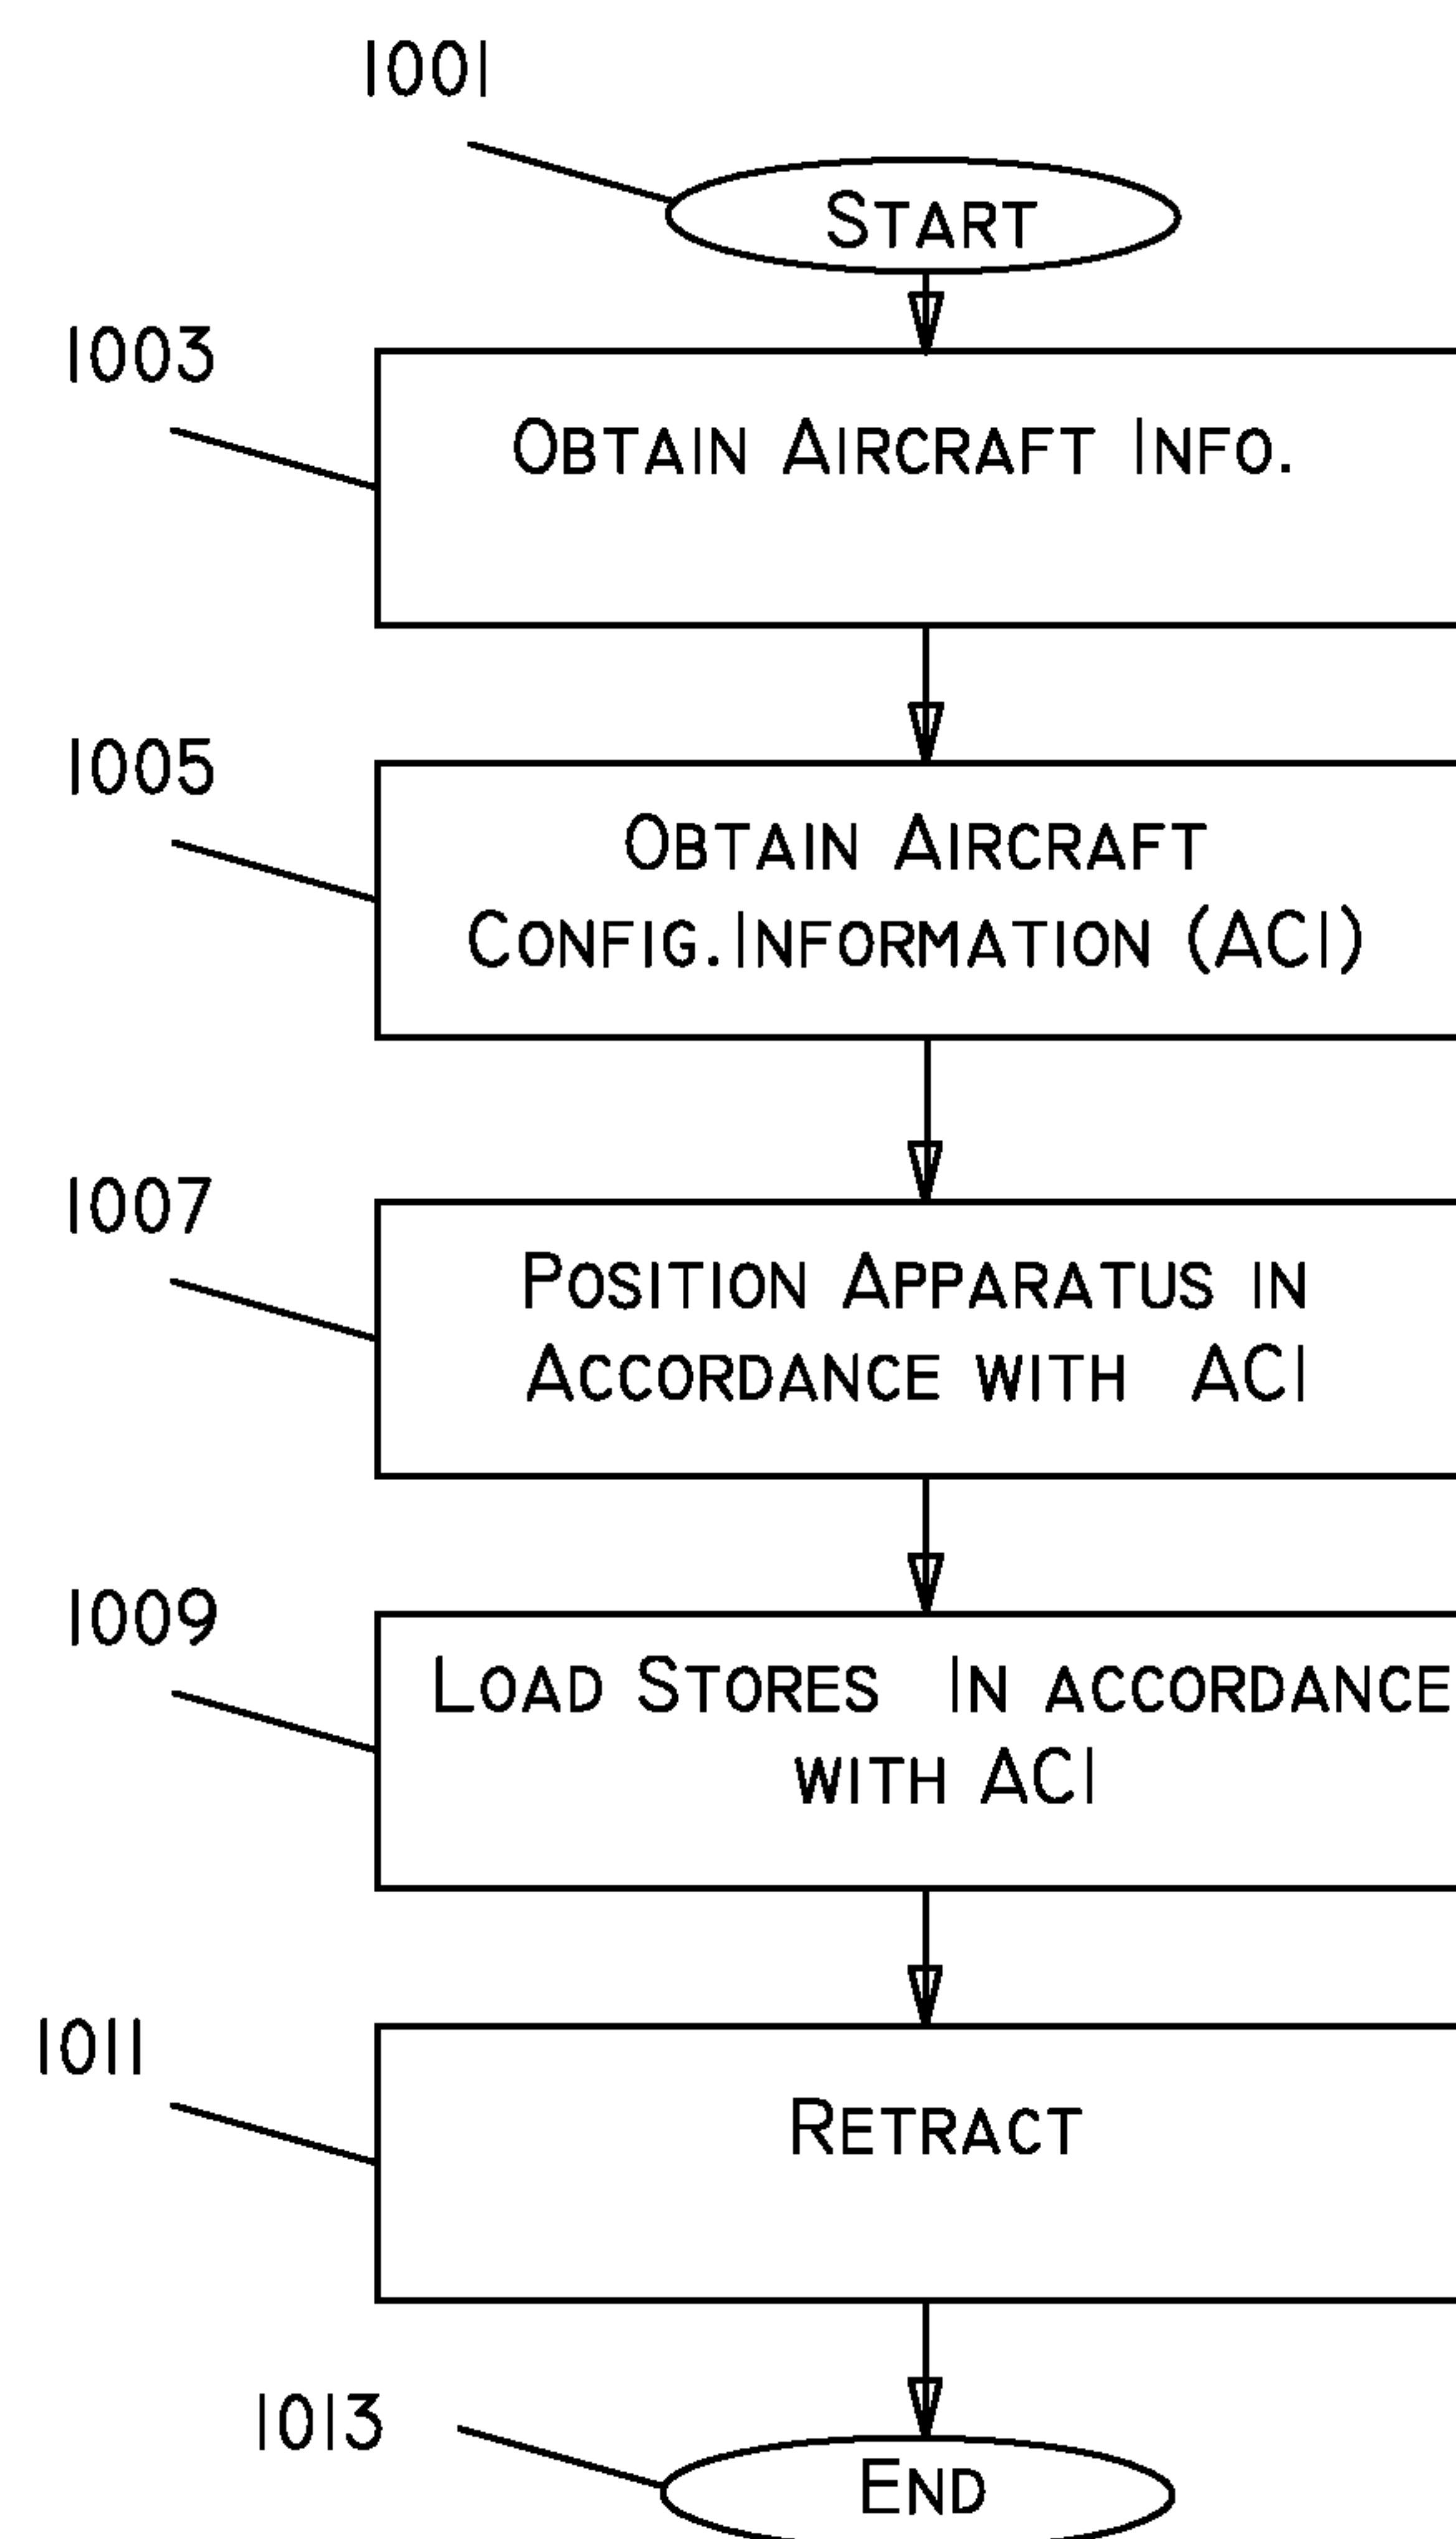 1001
START
1003
OBTAIN AIRCRAFT INFO.
1005
OBTAIN AIRCRAFT
CONFIG. INFORMATION (ACI)
1007
POSITION APPARATUS IN
ACCORDANCE WITH ACI
1009
LOAD STORES IN ACCORDANCE
WITH ACI
1011
RETRACT
1013
END